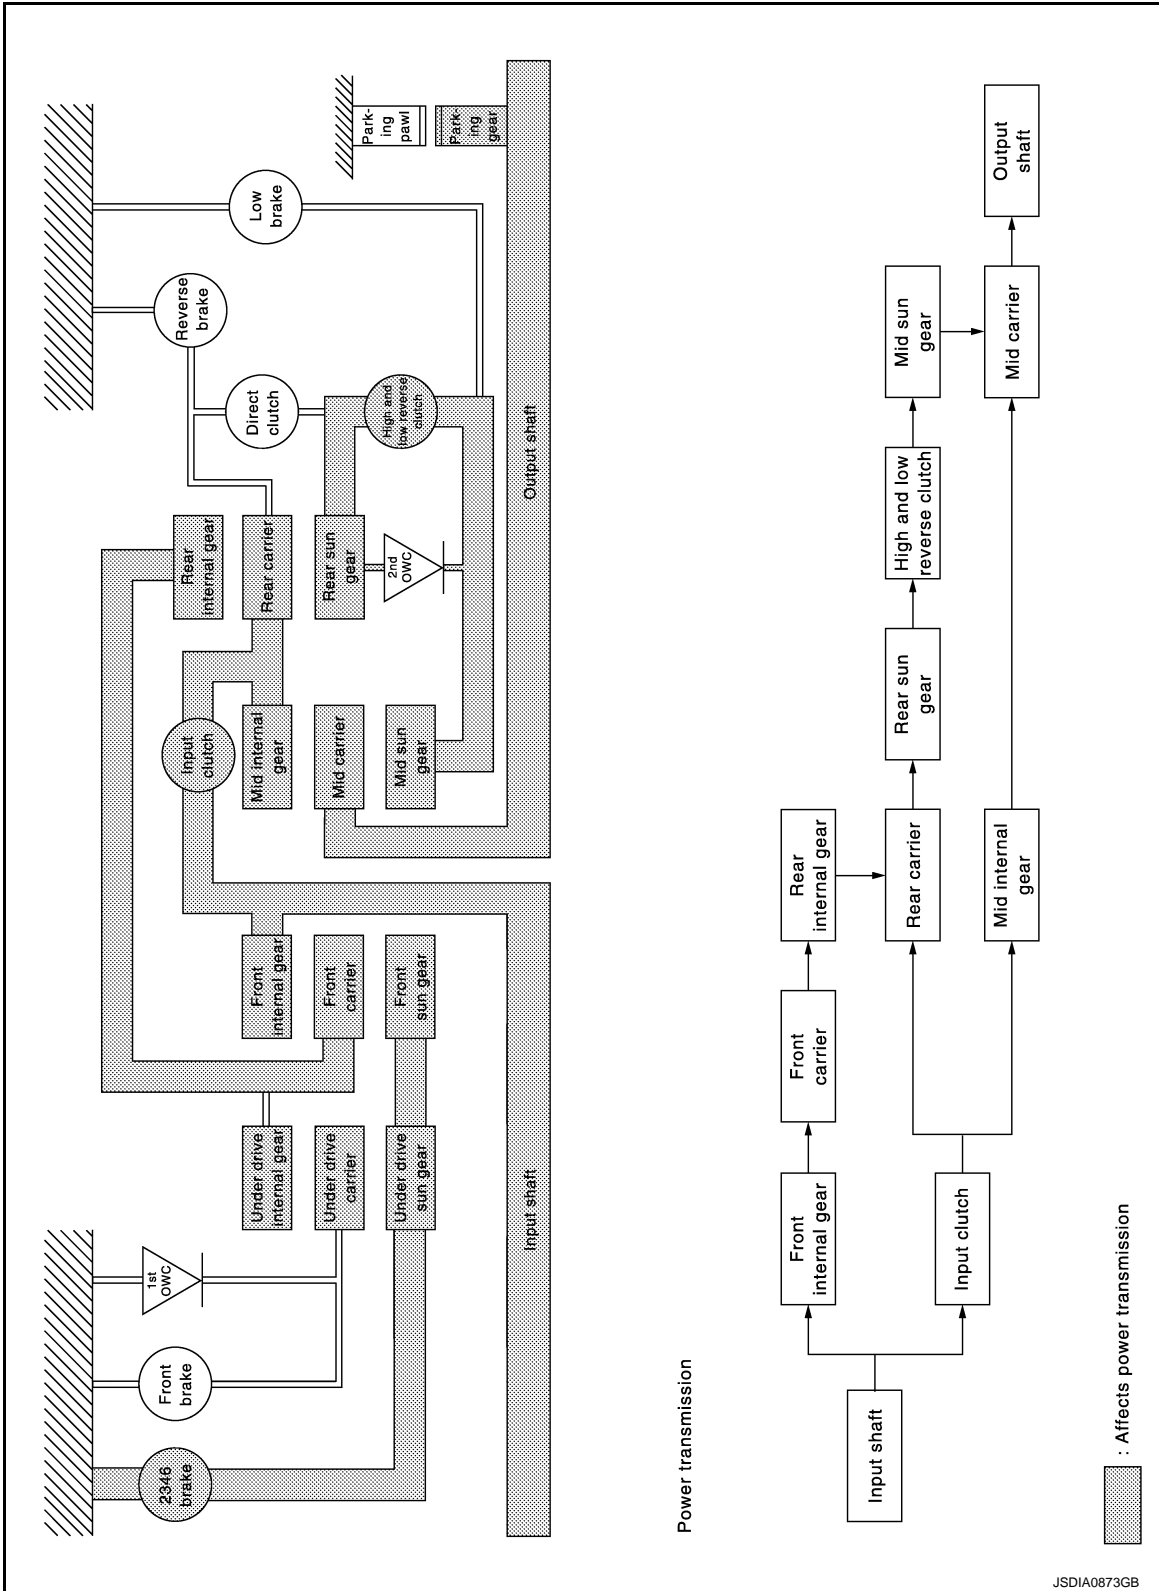 2346
brake
Front
brake
1st
OWC
Under drive
internal gear
Under drive
carrier
Under drive
sun gear
Front
internal gear
Front
carrier
Front
sun gear
Input
clutch
Mid internal
gear
Mid carrier
Mid sun
gear
Rear
internal gear
Rear carrier
Rear sun
gear
2nd
OWC
Direct
clutch
High and
low reverse
clutch
Reverse
brake
Low
brake
Park-
ing
pawl
Park-
ing
gear
Input shaft
Output shaft
Power transmission
Input shaft
Front
internal gear
Front
carrier
Rear
internal gear
Input clutch
Rear carrier
Rear sun
gear
High and low
reverse clutch
Mid sun
gear
Mid internal
gear
Mid carrier
Output
shaft
: Affects power transmission
JSDIA0873GB